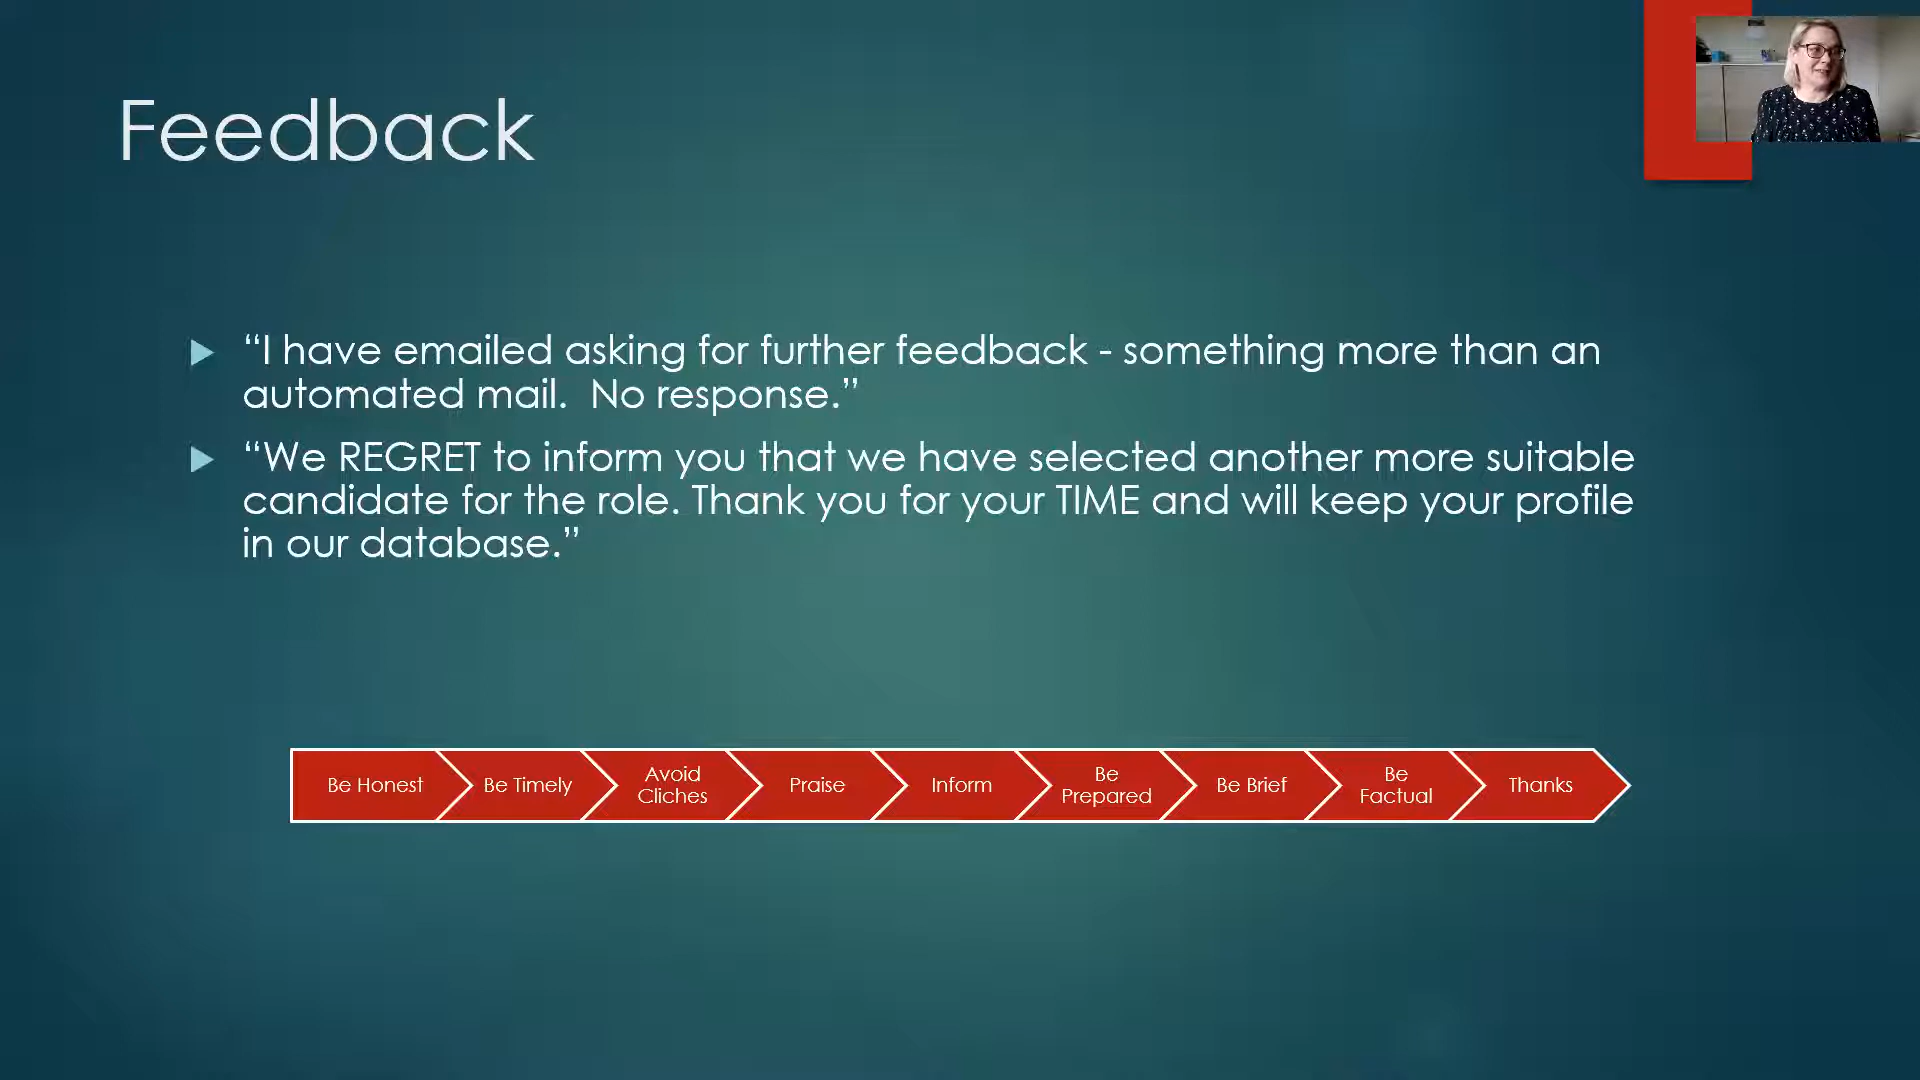 Feedback
“I have emailed asking for further feedback - something more than an
automated mail.  No response.”
“We REGRET to inform you that we have selected another more suitable
candidate for the role. Thank you for your TIME and will keep your profile
in our database.”
Be Honest
Be Timely
Avoid
Cliches
Praise
Inform
Be
Prepared
Be Brief
Be
Factual
Thanks